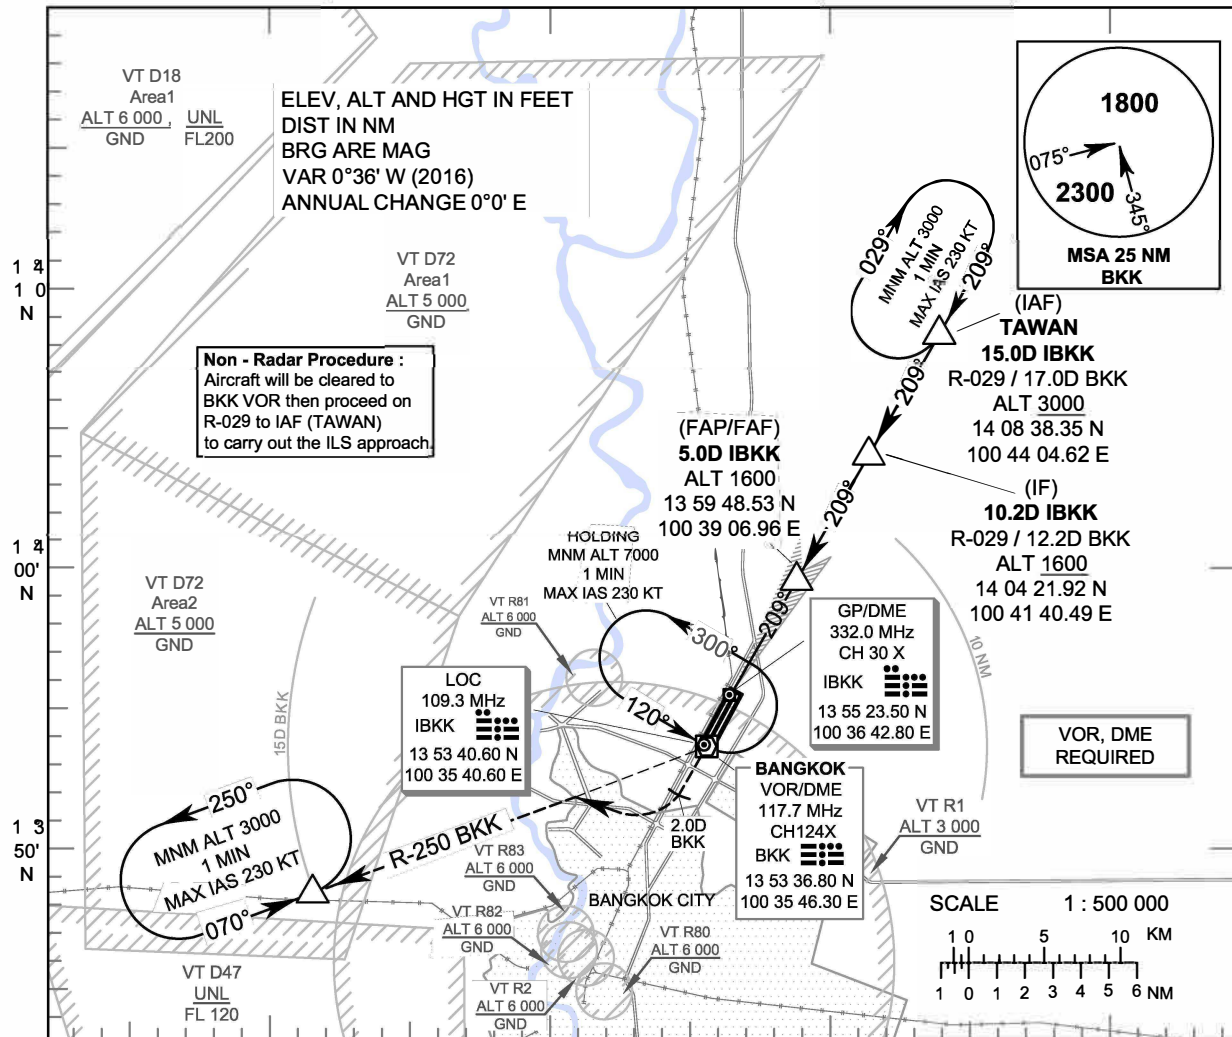 VT D18
Area1
ALT 6 000 , UNL
GND FL200
ELEV, ALT AND HGT IN FEET
DIST IN NM
BRG ARE MAG
VAR 0°36' W (2016)
ANNUAL CHANGE 0°0' E
1800
075°
2300
345°
MSA 25 NM
BKK
029°
MNM ALT 3000
1 MIN
MAX IAS 230 KT
209°
VT D72
Area1
ALT 5 000
GND
14
10
N
(IAF)
TAWAN
15.0D IBKK
R-029 / 17.0D BKK
ALT 3000
14 08 38.35 N
100 44 04.62 E
Non - Radar Procedure :
Aircraft will be cleared to
BKK VOR then proceed on
R-029 to IAF (TAWAN)
to carry out the ILS approach.
209°
(FAP/FAF)
5.0D IBKK
ALT 1600
13 59 48.53 N
100 39 06.96 E
(IF)
10.2D IBKK
R-029 / 12.2D BKK
ALT 1600
14 04 21.92 N
100 41 40.49 E
209°
HOLDING
MNM ALT 7000
1 MIN
MAX IAS 230 KT
14
00'
N
VT D72
Area2
ALT 5 000
GND
VT R81
ALT 6 000
GND
209°
300°
120°
GP/DME
332.0 MHz
CH 30 X
IBKK
13 55 23.50 N
100 36 42.80 E
10 NM
LOC
109.3 MHz
IBKK
13 53 40.60 N
100 35 40.60 E
15D BKK
VOR, DME
REQUIRED
BANGKOK
VOR/DME
117.7 MHz
CH124X
BKK
13 53 36.80 N
100 35 46.30 E
250°
MNM ALT 3000
1 MIN
MAX IAS 230 KT
070°
R-250 BKK
2.0D
BKK
VT R1
ALT 3 000
GND
13
50'
N
VT R83
ALT 6 000
GND
BANGKOK CITY
VT R82
ALT 6 000
GND
VT R80
ALT 6 000
GND
VT R2
ALT 6 000
GND
VT D47
UNL
FL 120
SCALE 1 : 500 000
1 0 5 10 KM
1 0 1 2 3 4 5 6 NM